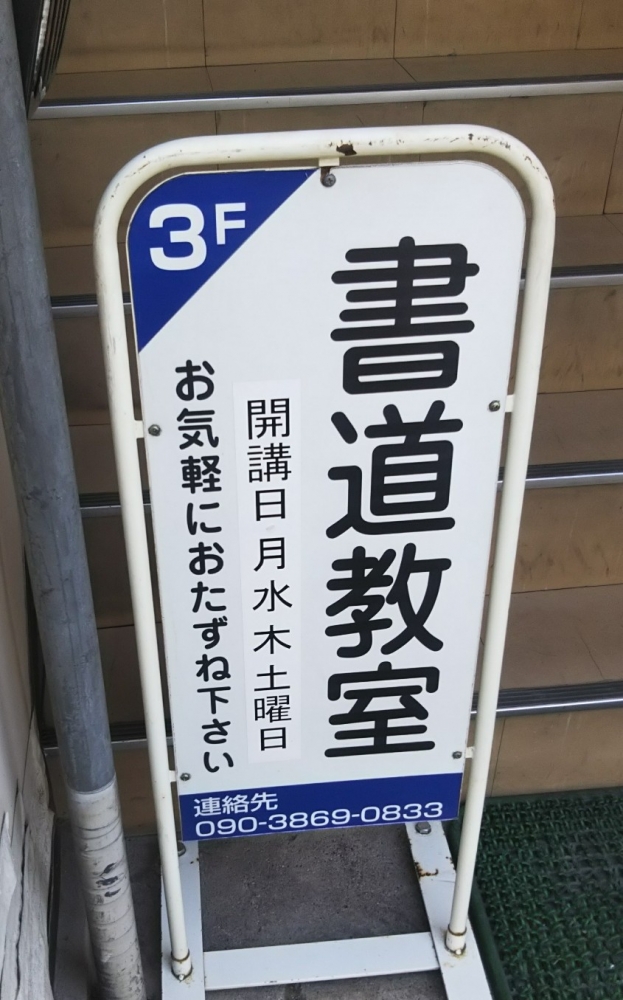 3F
書道教室
開講日 月水木土曜日
お気軽におたずね下さい
連絡先
090-3869-0833